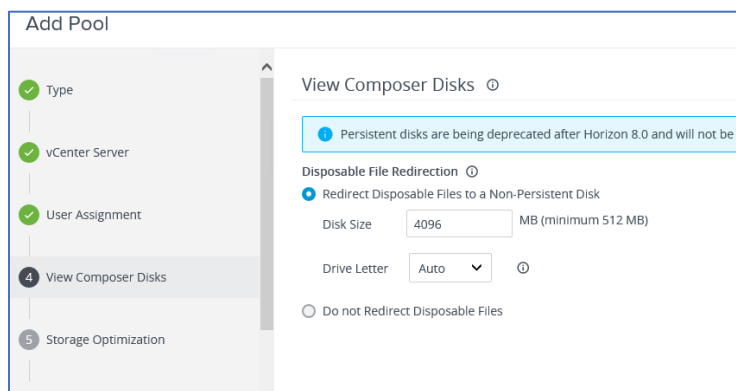 Add Pool
Type
vCenter Server
User Assignment
4 View Composer Disks
5 Storage Optimization
View Composer Disks
Persistent disks are being deprecated after Horizon 8.0 and will not be
Disposable File Redirection
Redirect Disposable Files to a Non-Persistent Disk
Disk Size 4096 MB (minimum 512 MB)
Drive Letter Auto
Do not Redirect Disposable Files